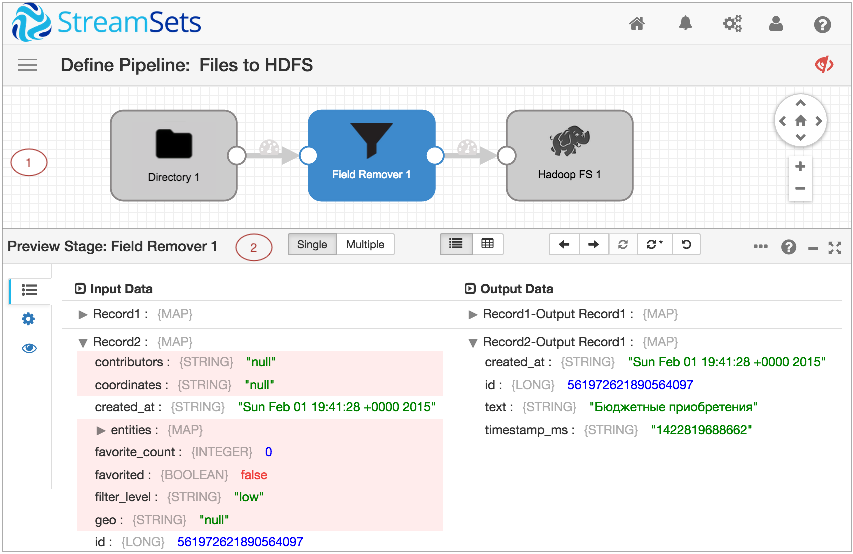 StreamSets
Define Pipeline: Files to HDFS
1
Directory 1
Field Remover 1
Hadoop FS 1
Preview Stage: Field Remover 1
2
Single
Multiple
Input Data
Record1 : {MAP}
Record2 : {MAP}
contributors : {STRING} "null"
coordinates : {STRING} "null"
created_at : {STRING} "Sun Feb 01 19:41:28 +0000 2015"
entities : {MAP}
favorite_count : {INTEGER} 0
favorited : {BOOLEAN} false
filter_level : {STRING} "low"
geo : {STRING} "null"
id : {LONG} 561972621890564097
Output Data
Record1-Output Record1 : {MAP}
Record2-Output Record1 : {MAP}
created_at : {STRING} "Sun Feb 01 19:41:28 +0000 2015"
id : {LONG} 561972621890564097
text : {STRING} "Бюджетные приобретения"
timestamp_ms : {STRING} "1422819688662"